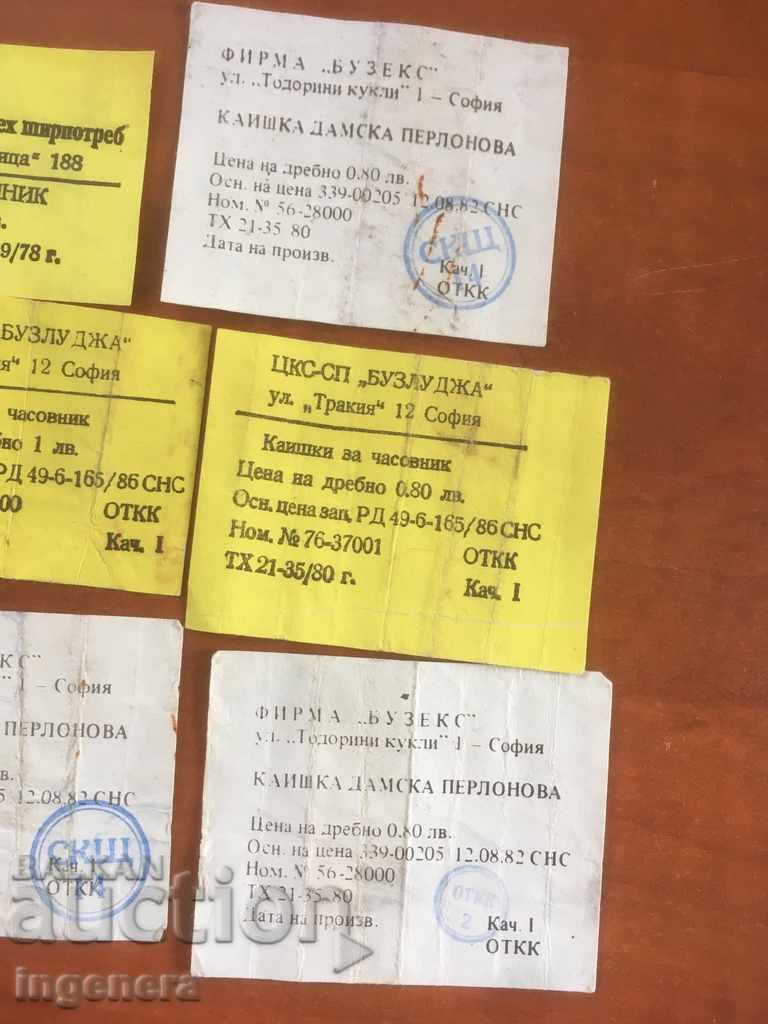 ех ширпотреб
ица" 188
НИК
9/78 г.
ФИРМА „БУЗЕКС"
ул. „Тодорини кукли" 1 – София
КАИШКА ДАМСКА ПЕРЛОНОВА
Цена на дребно 0.80 лв.
Осн. на цена 339-00205 12.08.82 СНС
Ном. № 56-28000
ТХ 21-35 80
Дата на произв.
СКЩ
Кач. I
ОТКК
БУЗЛУДЖА"
я" 12 София
часовник
но 1 лв.
РД 49-6-165/86 СНС
00 ОТКК
Кач. I
ЦКС-СП „БУЗЛУДЖА"
ул. „Тракия" 12 София
Каишки за часовник
Цена на дребно 0.80 лв.
Осн. цена зап. РД 49-6-165/86 СНС
Ном. № 76-37001 ОТКК
ТХ 21-35/80 г. Кач. I
КС"
" 1 – София
ПЕРЛОНОВА
в.
5 12.08.82 СНС
СКЩ
Кач. I
ОТКК
ФИРМА „БУЗЕКС"
ул. „Тодорини кукли" 1 – София
КАИШКА ДАМСКА ПЕРЛОНОВА
Цена на дребно 0.80 лв.
Осн. на цена 339-00205 12.08.82 СНС
Ном. № 56-28000
ТХ 21-35 80
Дата на произв.
ОТКК
2
Кач. I
ОТКК
BALKAN
auction
ingenera